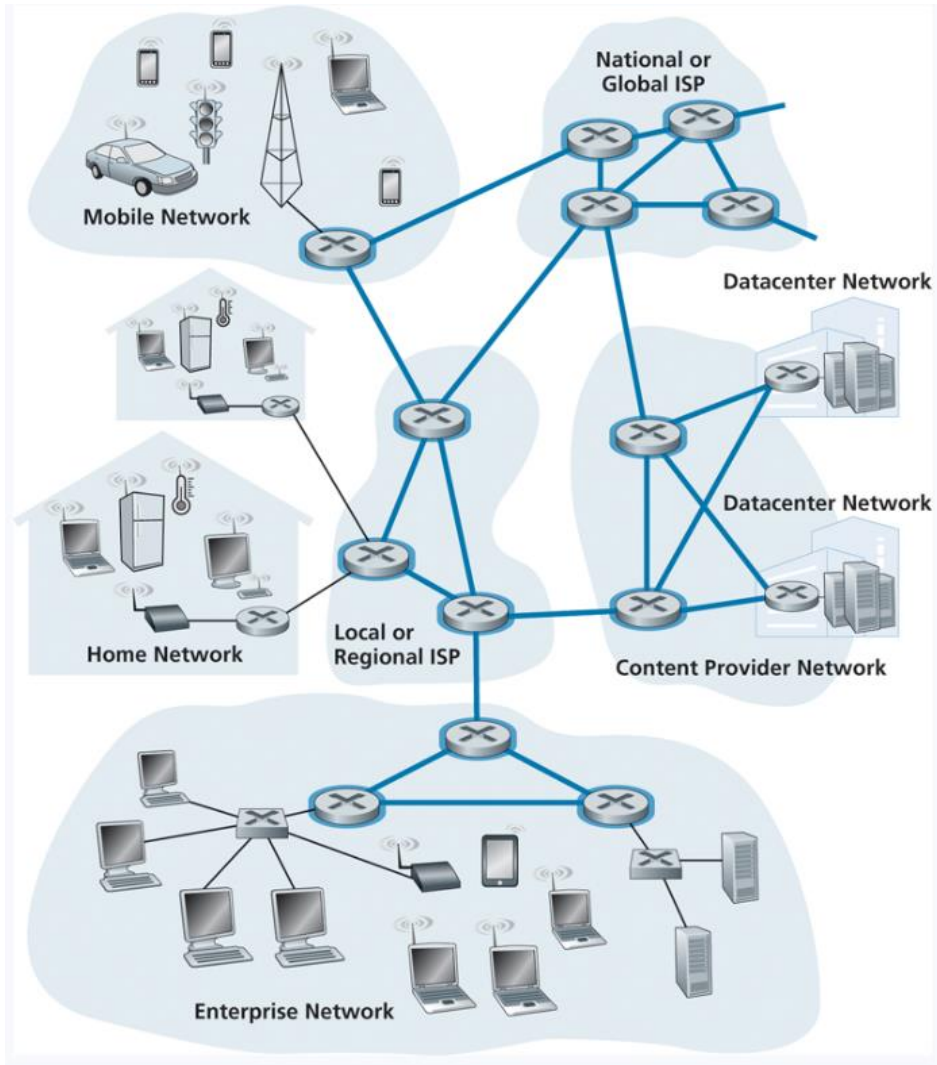 National or
Global ISP
Mobile Network
Datacenter Network
Datacenter Network
Home Network
Local or
Regional ISP
Content Provider Network
Enterprise Network